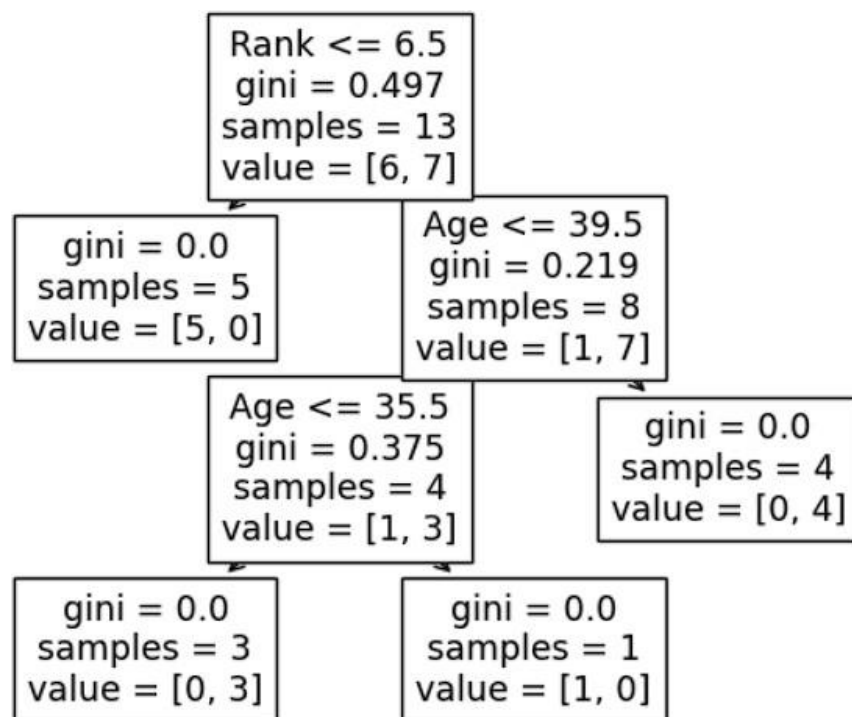 Rank <= 6.5
gini = 0.497
samples = 13
value = [6, 7]
gini = 0.0
samples = 5
value = [5, 0]
Age <= 39.5
gini = 0.219
samples = 8
value = [1, 7]
Age <= 35.5
gini = 0.375
samples = 4
value = [1, 3]
gini = 0.0
samples = 4
value = [0, 4]
gini = 0.0
samples = 3
value = [0, 3]
gini = 0.0
samples = 1
value = [1, 0]